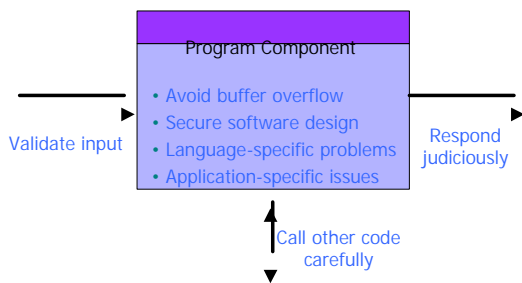 Program Component
• Avoid buffer overflow
• Secure software design
• Language-specific problems
• Application-specific issues
Validate input
Respond
judiciously
Call other code
carefully